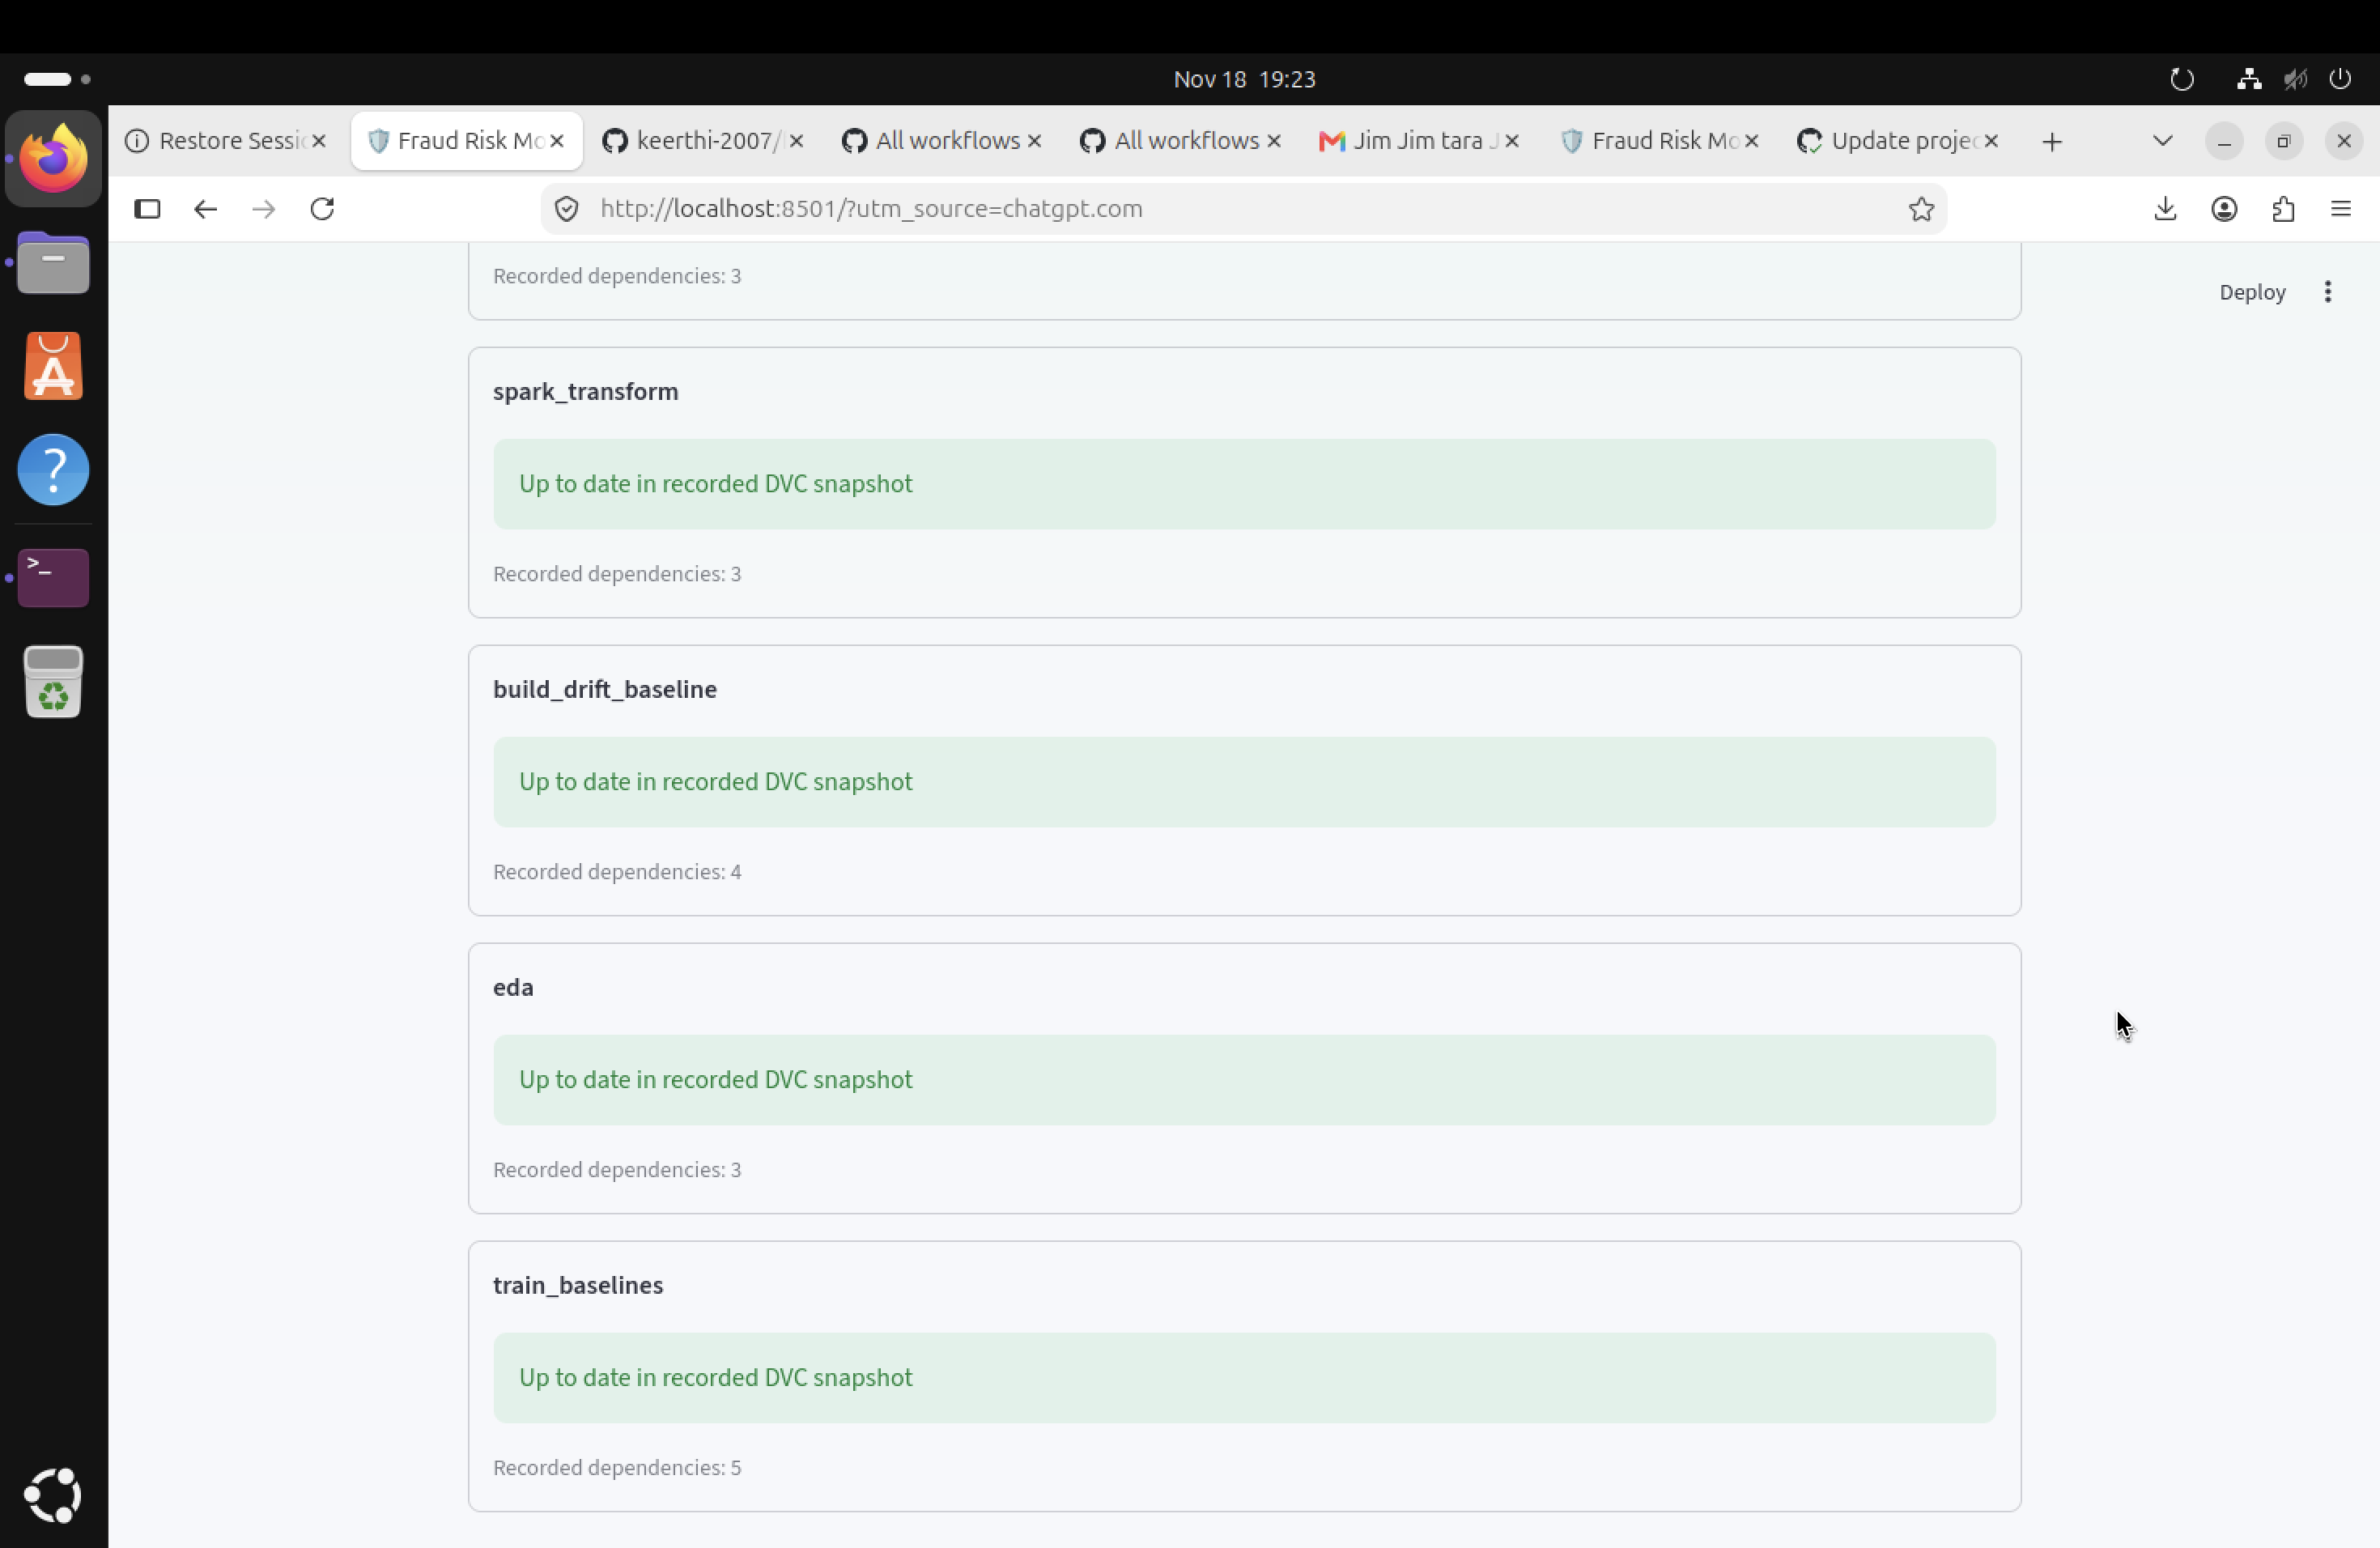 Nov 18 19:23
Restore Sessi
Fraud Risk Mo
keerthi-2007/
All workflows
All workflows
Jim Jim tara J
Fraud Risk Mo
Update projec
http://localhost:8501/?utm_source=chatgpt.com
Recorded dependencies: 3
Deploy
spark_transform
Up to date in recorded DVC snapshot
Recorded dependencies: 3
build_drift_baseline
Up to date in recorded DVC snapshot
Recorded dependencies: 4
eda
Up to date in recorded DVC snapshot
Recorded dependencies: 3
train_baselines
Up to date in recorded DVC snapshot
Recorded dependencies: 5